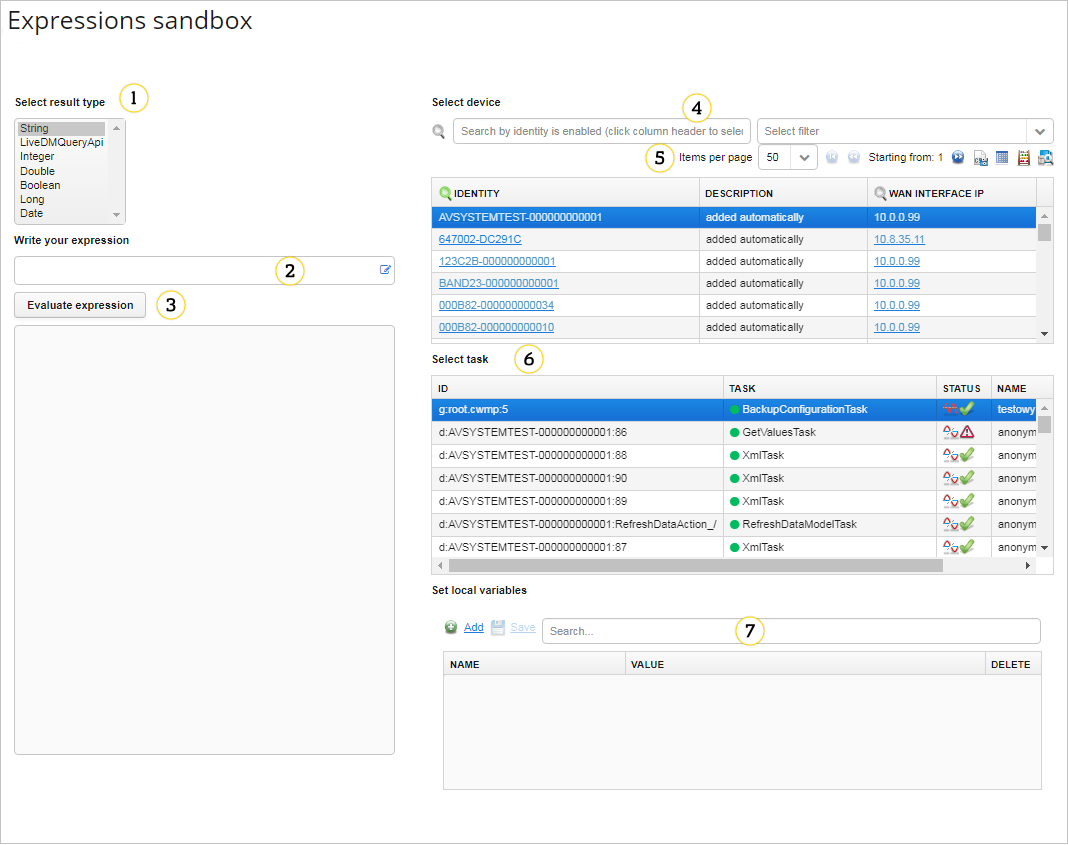 Expressions sandbox
Select result type 1
String
LiveDMQueryApi
Integer
Double
Boolean
Long
Date
Write your expression
2
Evaluate expression 3
Select device
4
Search by identity is enabled (click column header to selec Select filter
5 Items per page 50 Starting from: 1
IDENTITY DESCRIPTION WAN INTERFACE IP
AVSYSTEMTEST-000000000001 added automatically 10.0.0.99
647002-DC291C added automatically 10.8.35.11
123C2B-000000000001 added automatically 10.0.0.99
BAND23-000000000001 added automatically 10.0.0.99
000B82-000000000034 added automatically 10.0.0.99
000B82-000000000010 added automatically 10.0.0.99
Select task 6
ID TASK STATUS NAME
g:root.cwmp:5 BackupConfigurationTask testowy
d:AVSYSTEMTEST-000000000001:86 GetValuesTask anonym
d:AVSYSTEMTEST-000000000001:88 XmlTask anonym
d:AVSYSTEMTEST-000000000001:90 XmlTask anonym
d:AVSYSTEMTEST-000000000001:89 XmlTask anonym
d:AVSYSTEMTEST-000000000001:RefreshDataAction_/ RefreshDataModelTask anonym
d:AVSYSTEMTEST-000000000001:87 XmlTask anonym
Set local variables
Add Save Search... 7
NAME VALUE DELETE